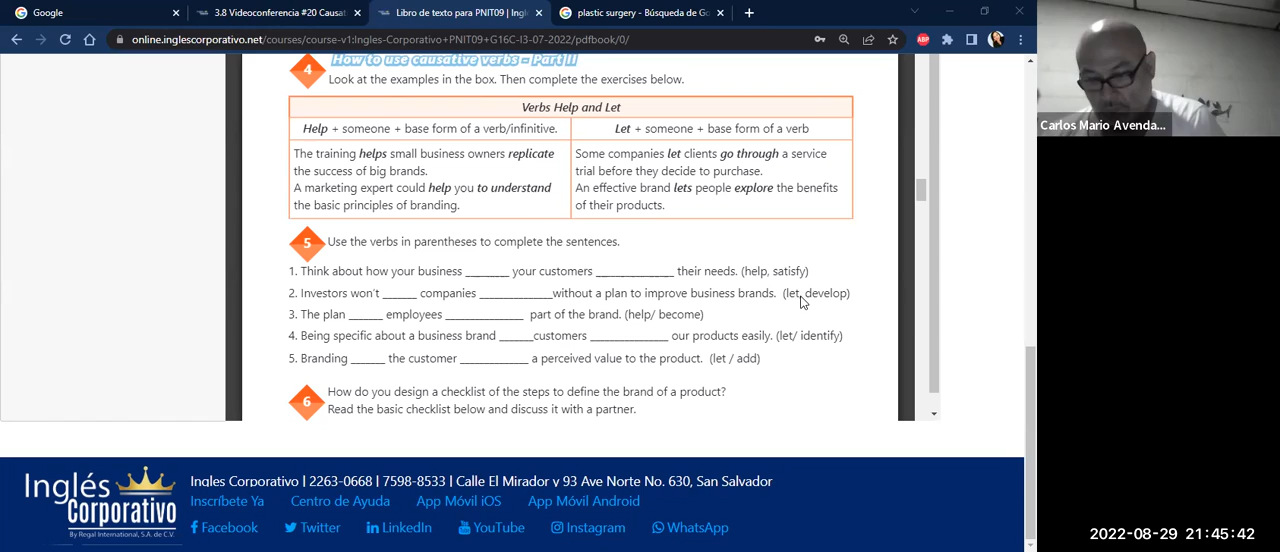 Google
3.8 Videoconferencia #20 Causat
Libro de texto para PNIT09 | Ingl
plastic surgery - Búsqueda de Go
online.inglescorporativo.net/courses/course-v1:Ingles-Corporativo+PNIT09+G16C-I3-07-2022/pdfbook/0/
ABP
4
How to use causative verbs - Part II
Look at the examples in the box. Then complete the exercises below.
Verbs Help and Let
Help + someone + base form of a verb/infinitive.
Let + someone + base form of a verb
The training helps small business owners replicate
the success of big brands.
A marketing expert could help you to understand
the basic principles of branding.
Some companies let clients go through a service
trial before they decide to purchase.
An effective brand lets people explore the benefits
of their products.
5
Use the verbs in parentheses to complete the sentences.
1. Think about how your business ________ your customers ________________ their needs. (help, satisfy)
2. Investors won't _______ companies _______________without a plan to improve business brands. (let, develop)
3. The plan _______ employees ________________ part of the brand. (help/ become)
4. Being specific about a business brand _______customers ________________ our products easily. (let/ identify)
5. Branding _______ the customer ______________ a perceived value to the product. (let / add)
6
How do you design a checklist of the steps to define the brand of a product?
Read the basic checklist below and discuss it with a partner.
Carlos Mario Avenda...
Inglés
Corporativo
By Regal International, S.A. de C.V.
Ingles Corporativo | 2263-0668 | 7598-8533 | Calle El Mirador y 93 Ave Norte No. 630, San Salvador
Inscríbete Ya Centro de Ayuda App Móvil iOS App Móvil Android
Facebook Twitter LinkedIn YouTube Instagram WhatsApp
2022-08-29 21:45:42